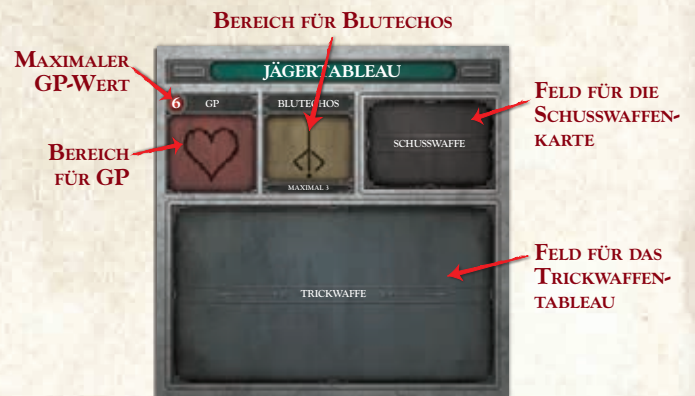 BEREICH FÜR BLUTECHOS
MAXIMALER
GP-WERT
JÄGERTABLEAU
6 GP
BLUTECHOS
FELD FÜR DIE
SCHUSSWAFFEN-
KARTE
SCHUSSWAFFE
BEREICH
FÜR GP
MAXIMAL 3
FELD FÜR DAS
TRICKWAFFEN-
TABLEAU
TRICKWAFFE